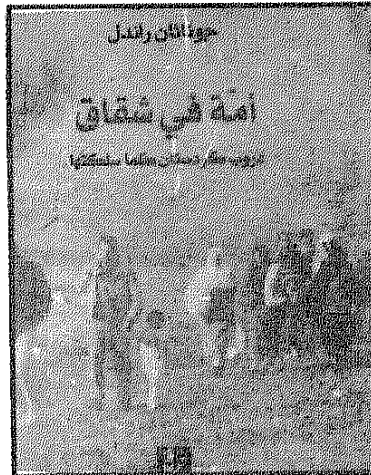 جوناثان راندل
أمة في شقاق
دروب كردستان كما سلكتها